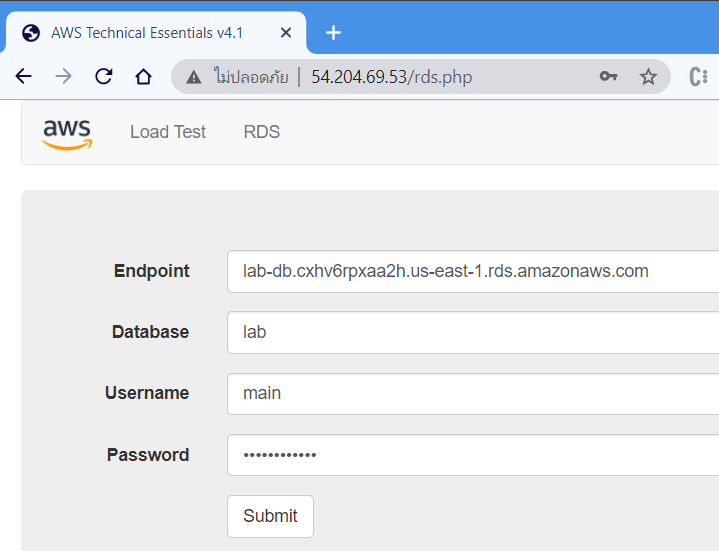 AWS Technical Essentials v4.1
ไม่ปลอดภัย | 54.204.69.53/rds.php
aws Load Test RDS
Endpoint lab-db.cxhv6rpxaa2h.us-east-1.rds.amazonaws.com
Database lab
Username main
Password ••••••••••••
Submit